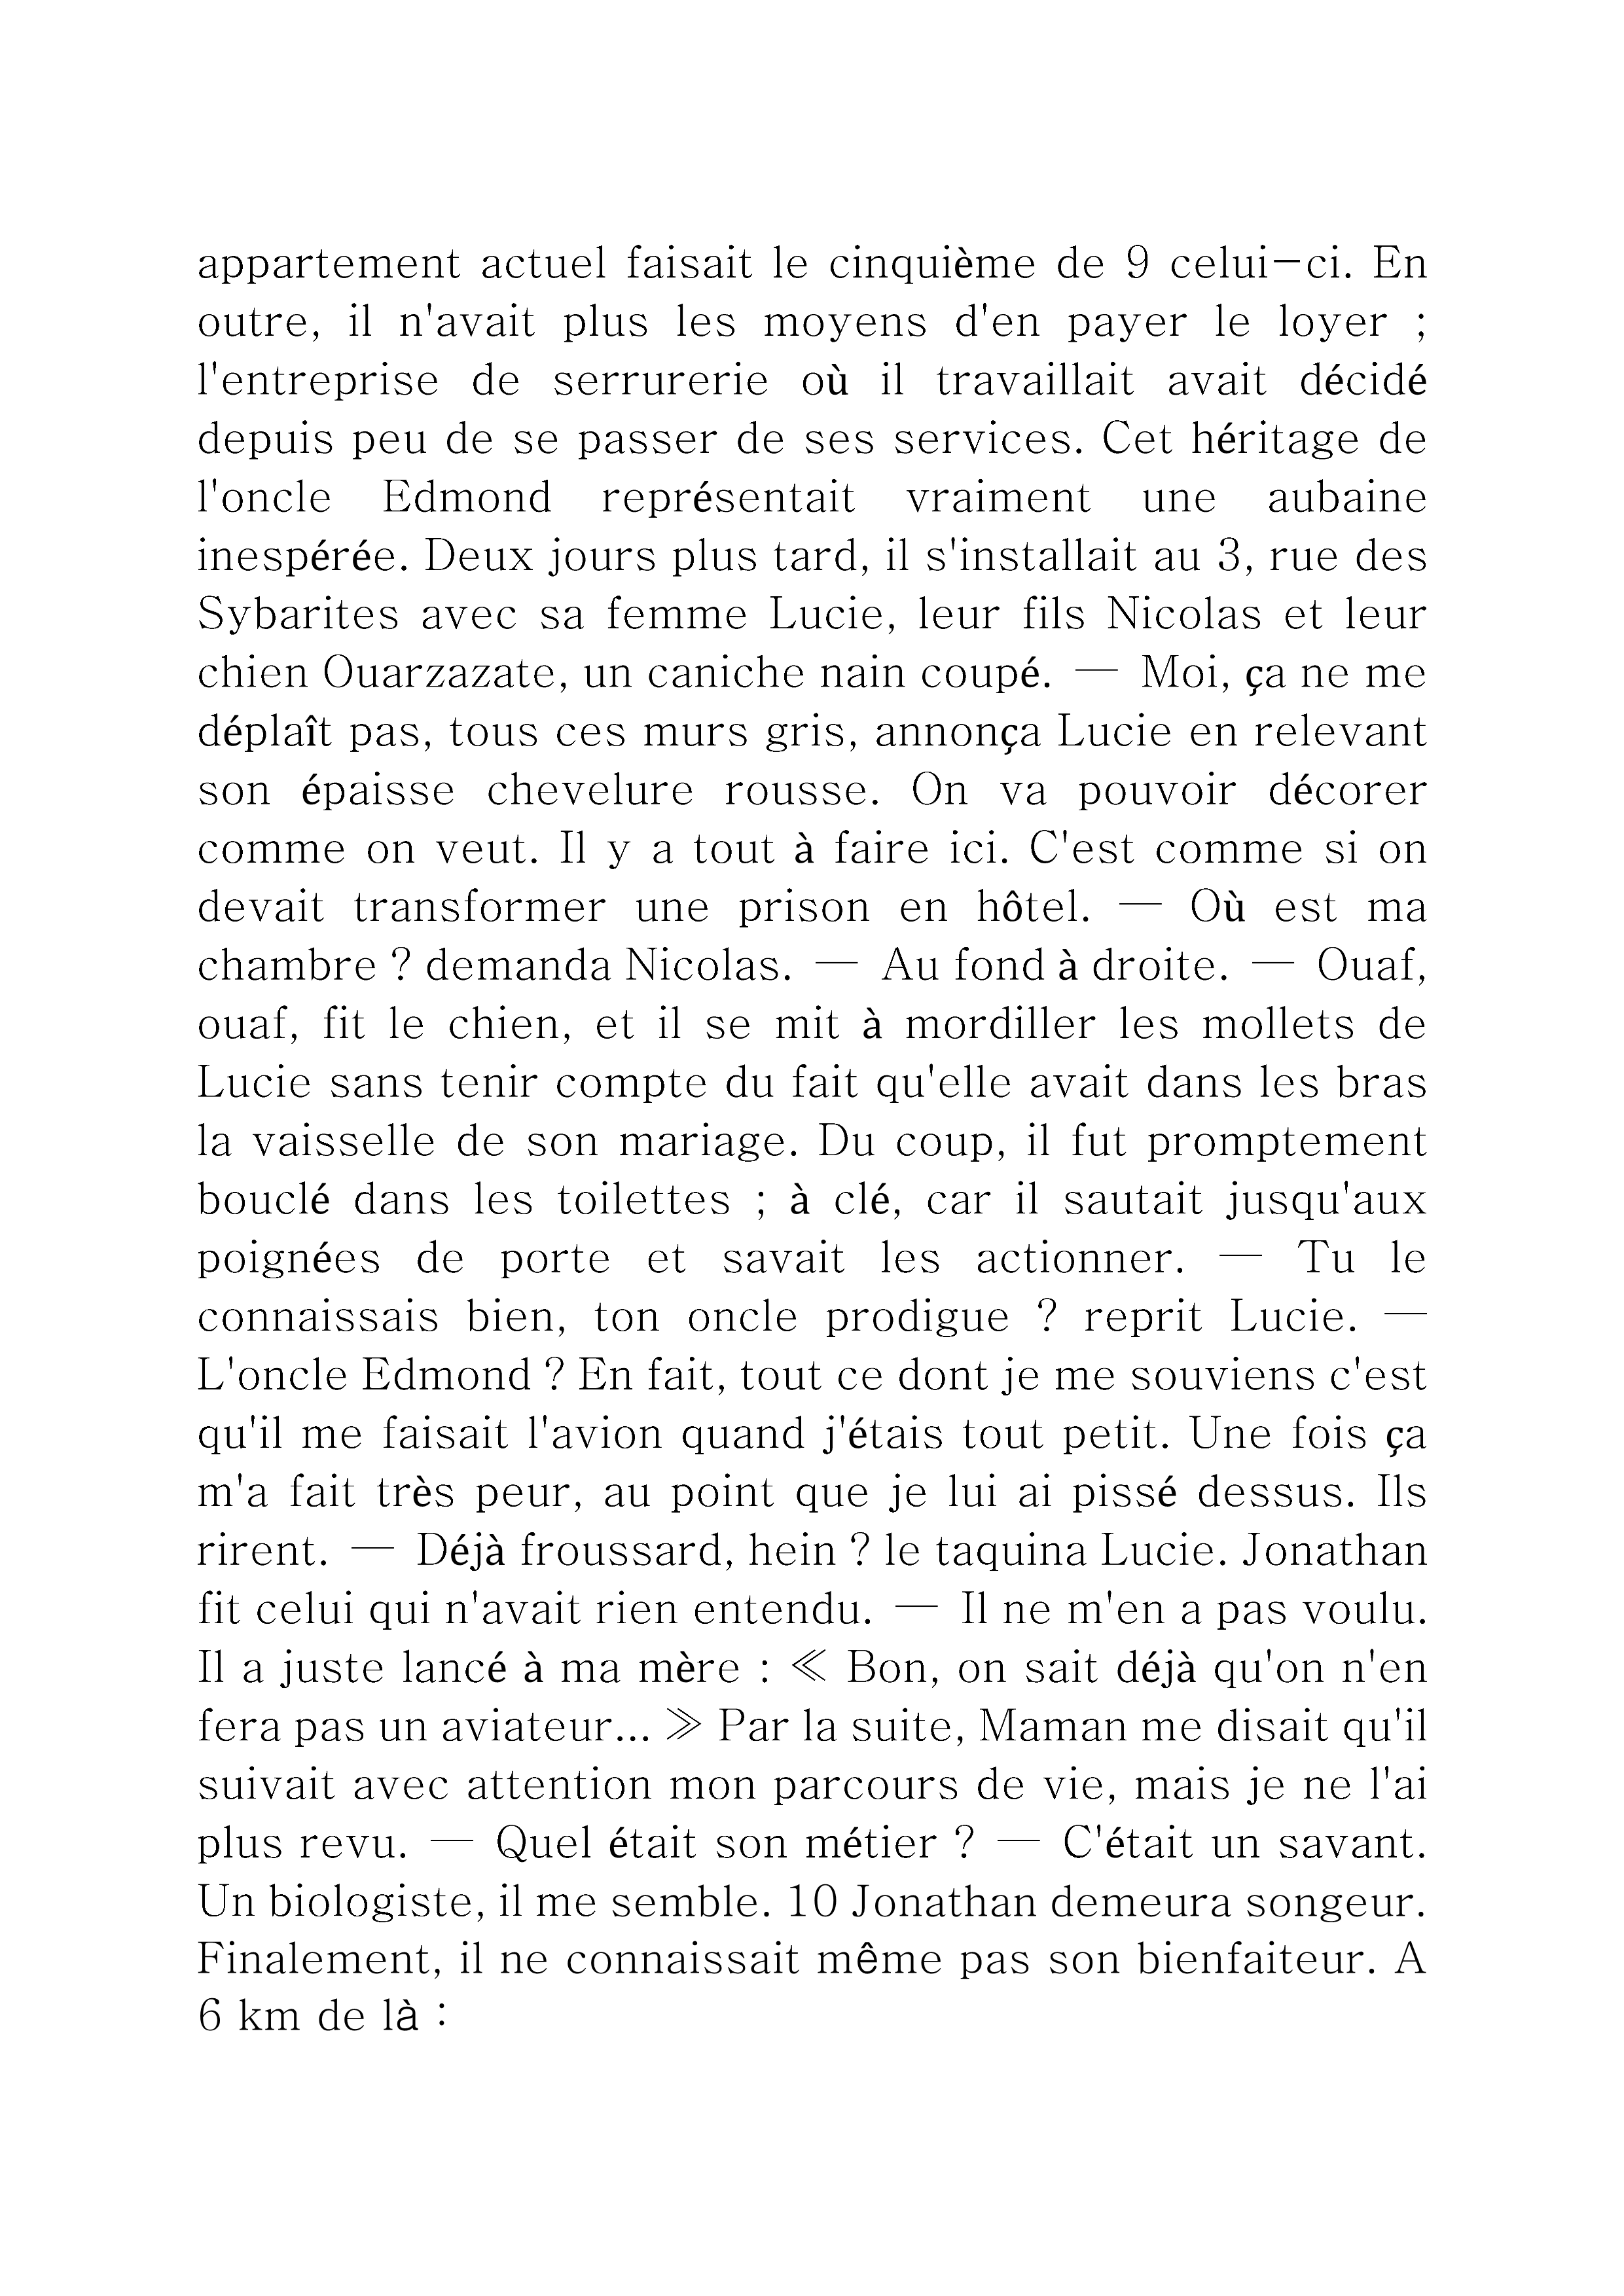 appartement actuel faisait le cinquième de 9 celui-ci. En
outre, il n'avait plus les moyens d'en payer le loyer ;
l'entreprise de serrurerie où il travaillait avait décidé
depuis peu de se passer de ses services. Cet héritage de
l'oncle Edmond représentait vraiment une aubaine
inespérée. Deux jours plus tard, il s'installait au 3, rue des
Sybarites avec sa femme Lucie, leur fils Nicolas et leur
chien Ouarzazate, un caniche nain coupé. — Moi, ça ne me
déplaît pas, tous ces murs gris, annonça Lucie en relevant
son épaisse chevelure rousse. On va pouvoir décorer
comme on veut. Il y a tout à faire ici. C'est comme si on
devait transformer une prison en hôtel. — Où est ma
chambre ? demanda Nicolas. — Au fond à droite. — Ouaf,
ouaf, fit le chien, et il se mit à mordiller les mollets de
Lucie sans tenir compte du fait qu'elle avait dans les bras
la vaisselle de son mariage. Du coup, il fut promptement
bouclé dans les toilettes ; à clé, car il sautait jusqu'aux
poignées de porte et savait les actionner. — Tu le
connaissais bien, ton oncle prodigue ? reprit Lucie. —
L'oncle Edmond ? En fait, tout ce dont je me souviens c'est
qu'il me faisait l'avion quand j'étais tout petit. Une fois ça
m'a fait très peur, au point que je lui ai pissé dessus. Ils
rirent. — Déjà froussard, hein ? le taquina Lucie. Jonathan
fit celui qui n'avait rien entendu. — Il ne m'en a pas voulu.
Il a juste lancé à ma mère : ≪ Bon, on sait déjà qu'on n'en
fera pas un aviateur... ≫ Par la suite, Maman me disait qu'il
suivait avec attention mon parcours de vie, mais je ne l'ai
plus revu. — Quel était son métier ? — C'était un savant.
Un biologiste, il me semble. 10 Jonathan demeura songeur.
Finalement, il ne connaissait même pas son bienfaiteur. A
6 km de là :